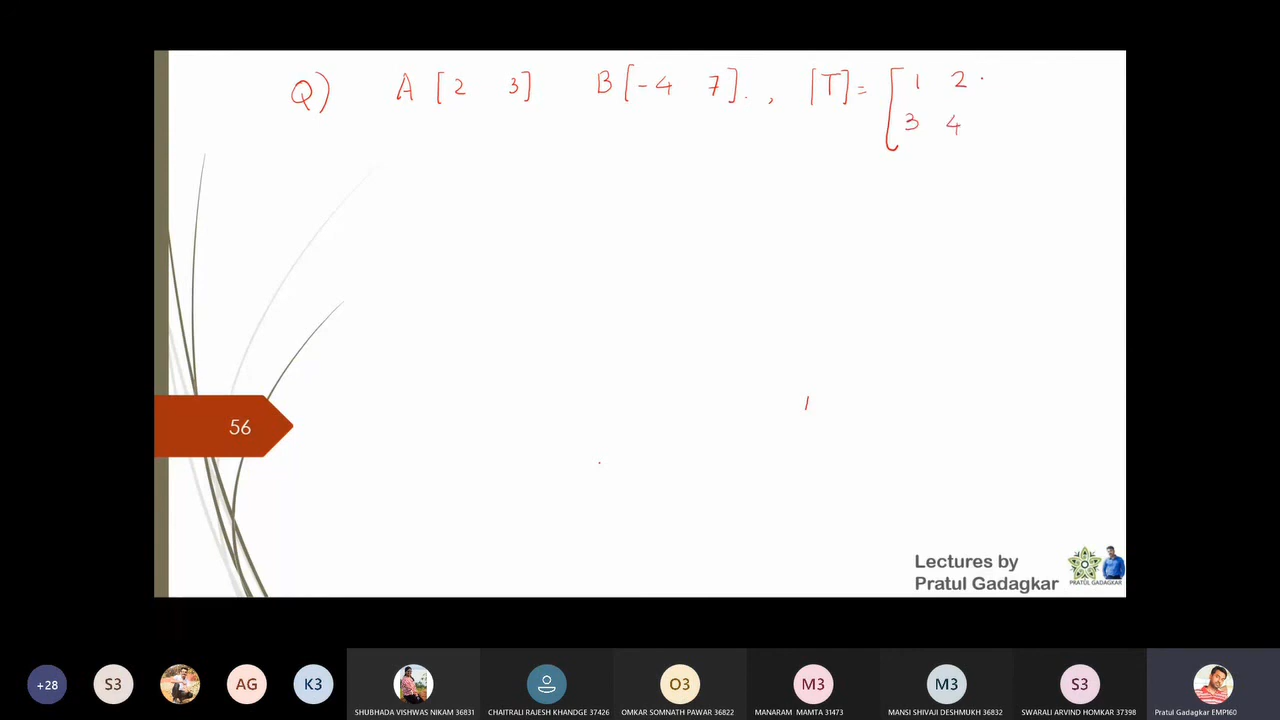 Q) A [2 3] B [-4 7]. , [T] = [1 2
3 4
56
Lectures by
Pratul Gadagkar
PRATUL GADAGKAR
+28 S3 AG K3 O3 M3 M3 S3
SHUBHADA VISHWAS NIKAM 36831 CHAITRALI RAJESH KHANDGE 37426 OMKAR SOMNATH PAWAR 36822 MANARAM MAMTA 31473 MANSI SHIVAJI DESHMUKH 36832 SWARALI ARVIND HOMKAR 37398 Pratul Gadagkar EMP160